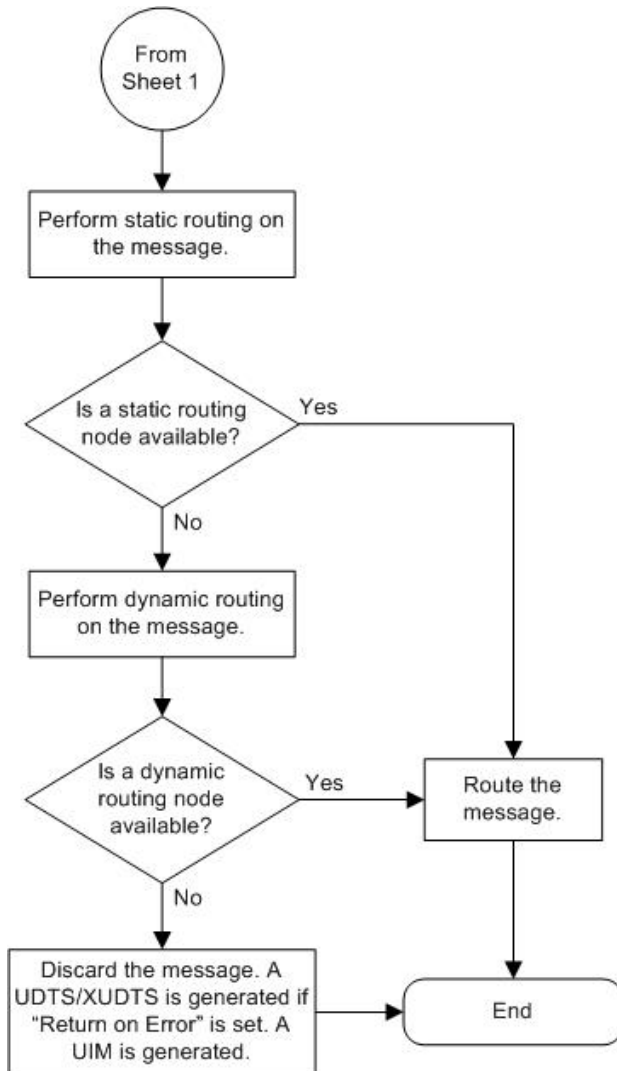 From
Sheet 1
Perform static routing on
the message.
Is a static routing
node available?
Yes
No
Perform dynamic routing
on the message.
Is a dynamic
routing node
available?
Yes
Route the
message.
No
Discard the message. A
UDTS/XUDTS is generated if
“Return on Error” is set. A
UIM is generated.
End